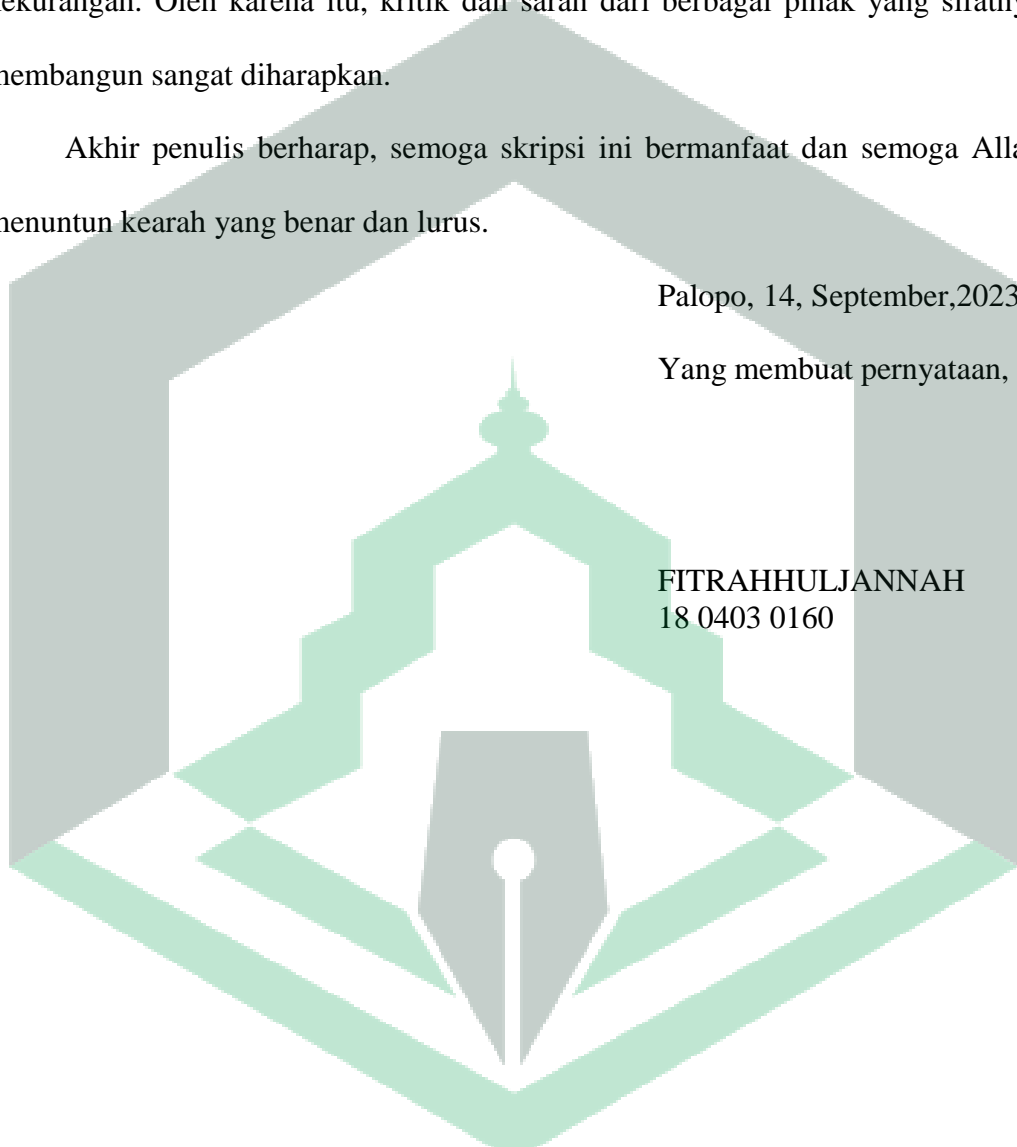 kekurangan. Oleh karena itu, kritik dan saran dari berbagai pihak yang sifatny
membangun sangat diharapkan.
Akhir penulis berharap, semoga skripsi ini bermanfaat dan semoga Alla
menuntun kearah yang benar dan lurus.
Palopo, 14, September,2023
Yang membuat pernyataan,
FITRAHHULJANNAH
18 0403 0160